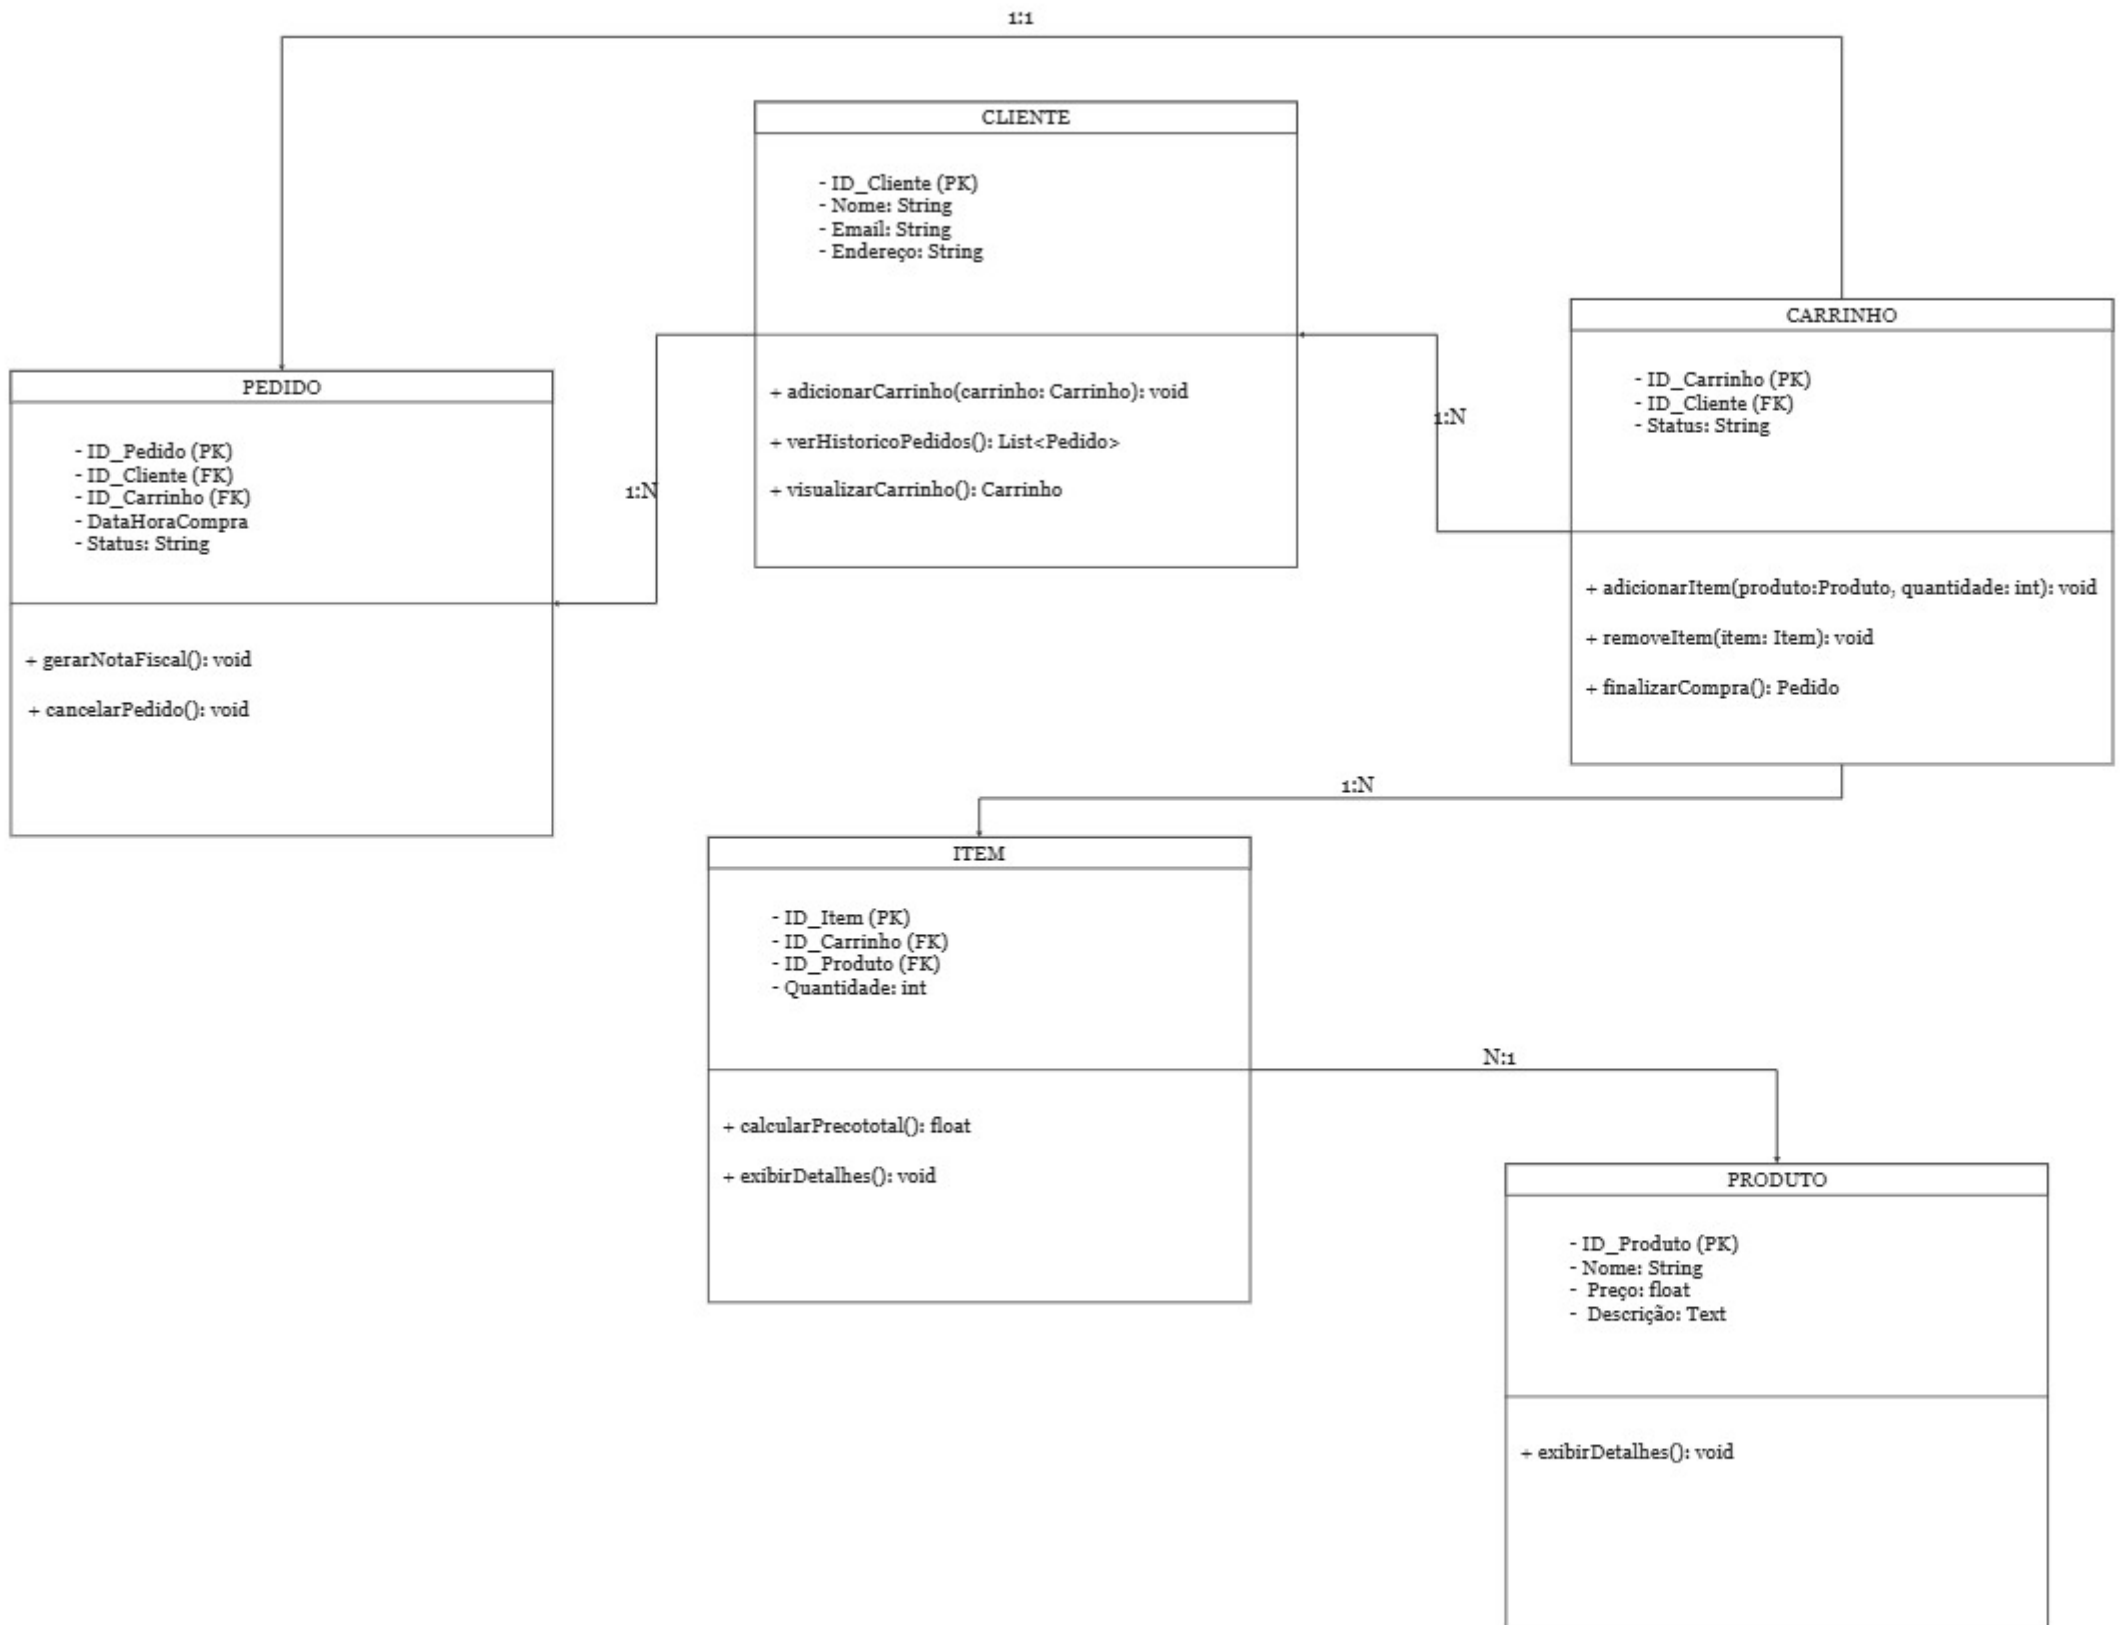 1:1
CLIENTE
- ID_Cliente (PK)
- Nome: String
- Email: String
- Endereço: String
+ adicionarCarrinho(carrinho: Carrinho): void
+ verHistoricoPedidos(): List<Pedido>
+ visualizarCarrinho(): Carrinho
CARRINHO
- ID_Carrinho (PK)
- ID_Cliente (FK)
- Status: String
+ adicionarItem(produto:Produto, quantidade: int): void
+ removeItem(item: Item): void
+ finalizarCompra(): Pedido
1:N
PEDIDO
- ID_Pedido (PK)
- ID_Cliente (FK)
- ID_Carrinho (FK)
- DataHoraCompra
- Status: String
+ gerarNotaFiscal(): void
+ cancelarPedido(): void
1:N
1:N
ITEM
- ID_Item (PK)
- ID_Carrinho (FK)
- ID_Produto (FK)
- Quantidade: int
+ calcularPrecototal(): float
+ exibirDetalhes(): void
N:1
PRODUTO
- ID_Produto (PK)
- Nome: String
- Preço: float
- Descrição: Text
+ exibirDetalhes(): void